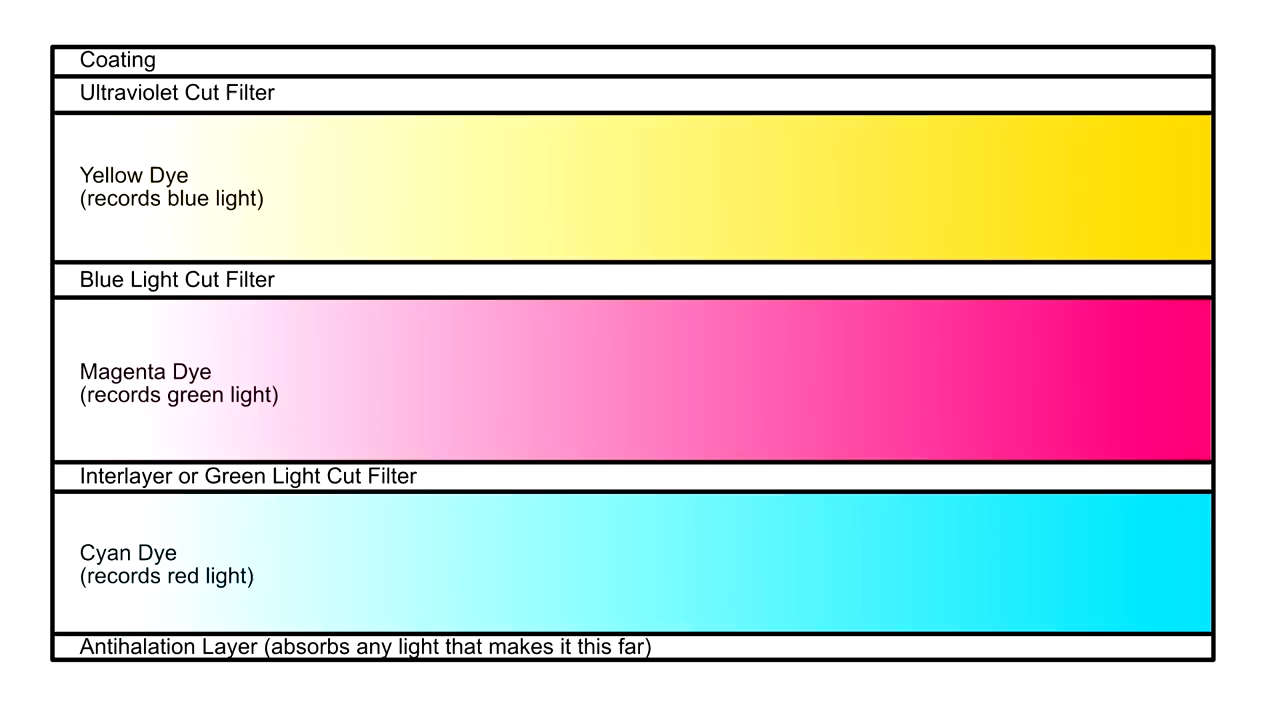 Coating
Ultraviolet Cut Filter
Yellow Dye
(records blue light)
Blue Light Cut Filter
Magenta Dye
(records green light)
Interlayer or Green Light Cut Filter
Cyan Dye
(records red light)
Antihalation Layer (absorbs any light that makes it this far)